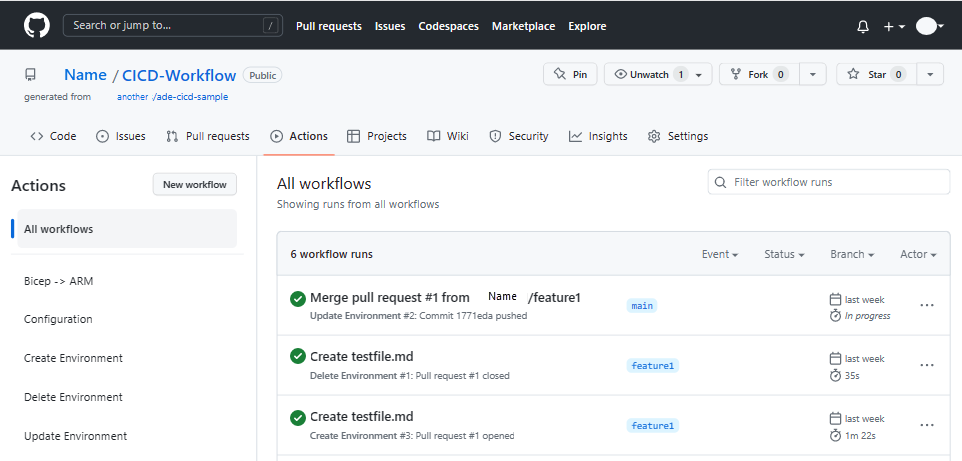 Search or jump to... / Pull requests Issues Codespaces Marketplace Explore +
Name / CICD-Workflow Public Pin Unwatch 1 Fork 0 Star 0
generated from another /ade-cicd-sample
Code Issues Pull requests Actions Projects Wiki Security Insights Settings
Actions New workflow
All workflows
Bicep -> ARM
Configuration
Create Environment
Delete Environment
Update Environment
All workflows
Showing runs from all workflows
Filter workflow runs
6 workflow runs Event Status Branch Actor
Merge pull request #1 from Name /feature1
Update Environment #2: Commit 1771eda pushed
main
last week
In progress
Create testfile.md
Delete Environment #1: Pull request #1 closed
feature1
last week
35s
Create testfile.md
Create Environment #3: Pull request #1 opened
feature1
last week
1m 22s